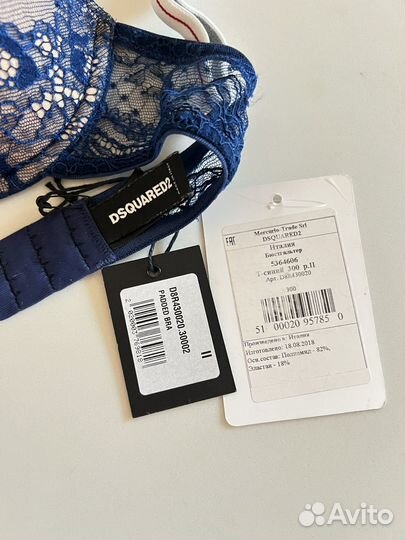 DSQUARED2
D8R430020.30002
PADDED BRA
II
EAC
Mercurio-Trade Srl
DSQUARED2
Италия
Бюстгальтер
5364606
Т-синий 300 р.II
Арт. D8R430020
300
51 00020 95785 0
Произведено в: Италия
Изготовлено: 18.08.2018
Осн.состав: Полиамид - 82%,
Эластан - 18%
Avito